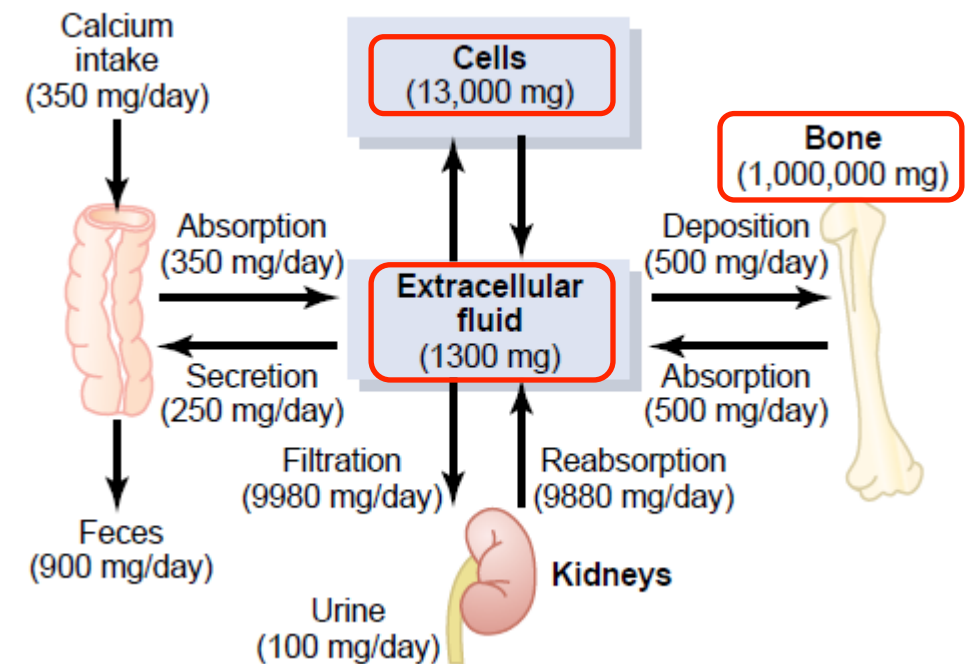 Calcium
intake
(350 mg/day)
Cells
(13,000 mg)
Bone
(1,000,000 mg)
Absorption
(350 mg/day)
Deposition
(500 mg/day)
Extracellular
fluid
(1300 mg)
Secretion
(250 mg/day)
Absorption
(500 mg/day)
Filtration
(9980 mg/day)
Reabsorption
(9880 mg/day)
Feces
(900 mg/day)
Kidneys
Urine
(100 mg/day)